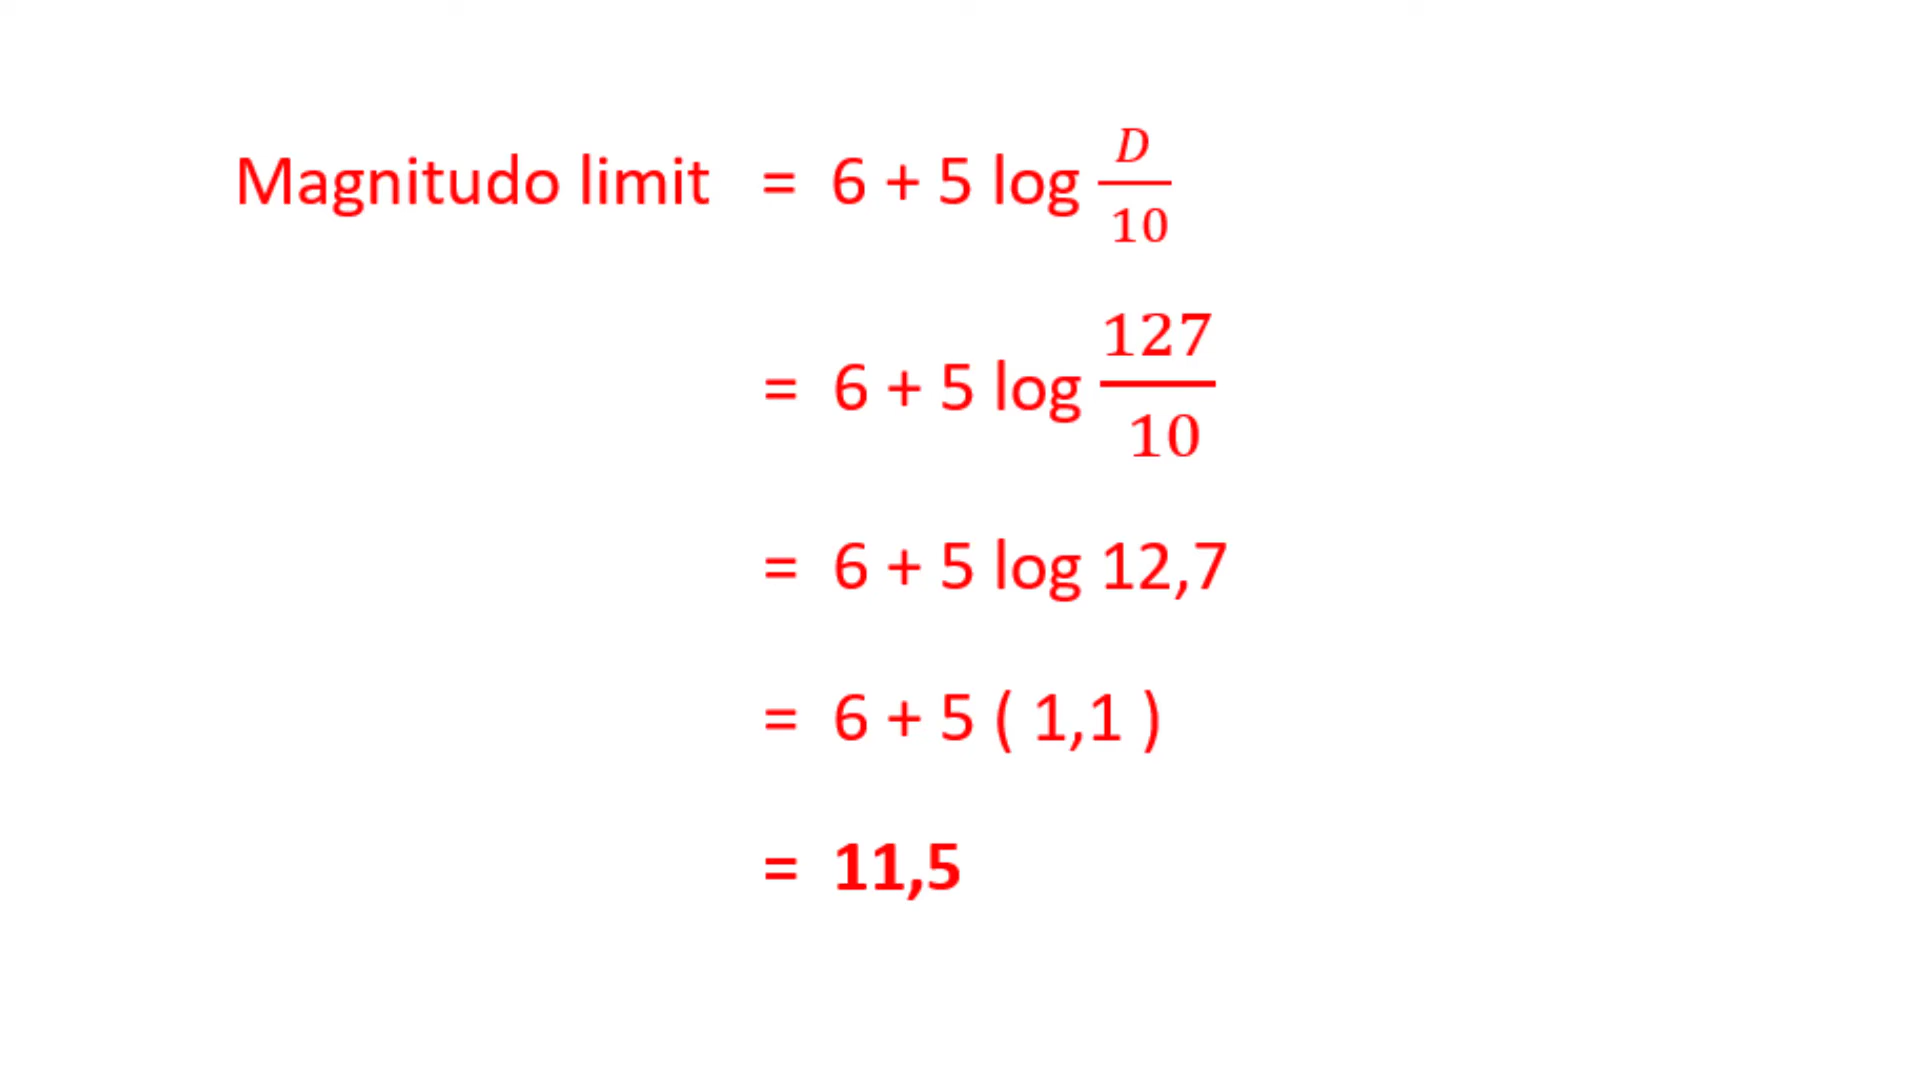 Magnitudo limit = 6 + 5 log D/10
= 6 + 5 log 127/10
= 6 + 5 log 12,7
= 6 + 5 ( 1,1 )
= 11,5